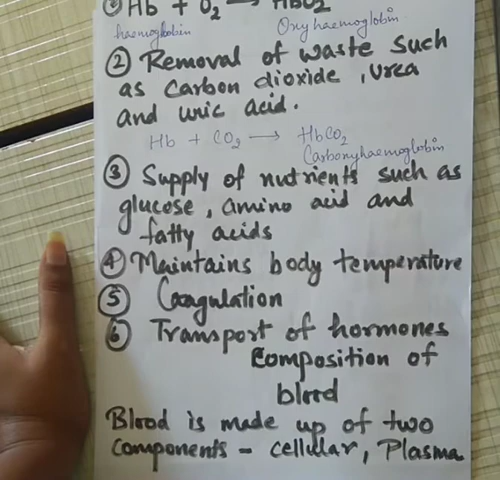 ① Hb + O₂ → HbO₂
haemoglobin Oxyhaemoglobin
② Removal of waste such
as carbon dioxide, urea
and uric acid.
Hb + CO₂ → HbCO₂
Carboxyhaemoglobin
③ Supply of nutrients such as
glucose, amino acid and
fatty acids
④ Maintains body temperature
⑤ Coagulation
⑥ Transport of hormones
Composition of
blood
Blood is made up of two
components - cellular, Plasma